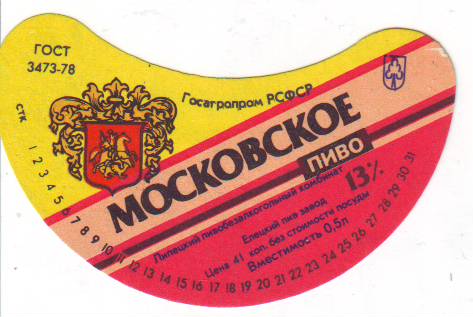 ГОСТ
3473-78
Госагропром РСФСР
МОСКОВСКОЕ
ПИВО
13%
Липецкий пивобезалкогольный комбинат
Елецкий пив завод
Цена 41 коп. без стоимости посуды
Вместимость 0,5л
СТК
1 2 3 4 5 6 7 8 9 10 11 12 13 14 15 16 17 18 19 20 21 22 23 24 25 26 27 28 29 30 31